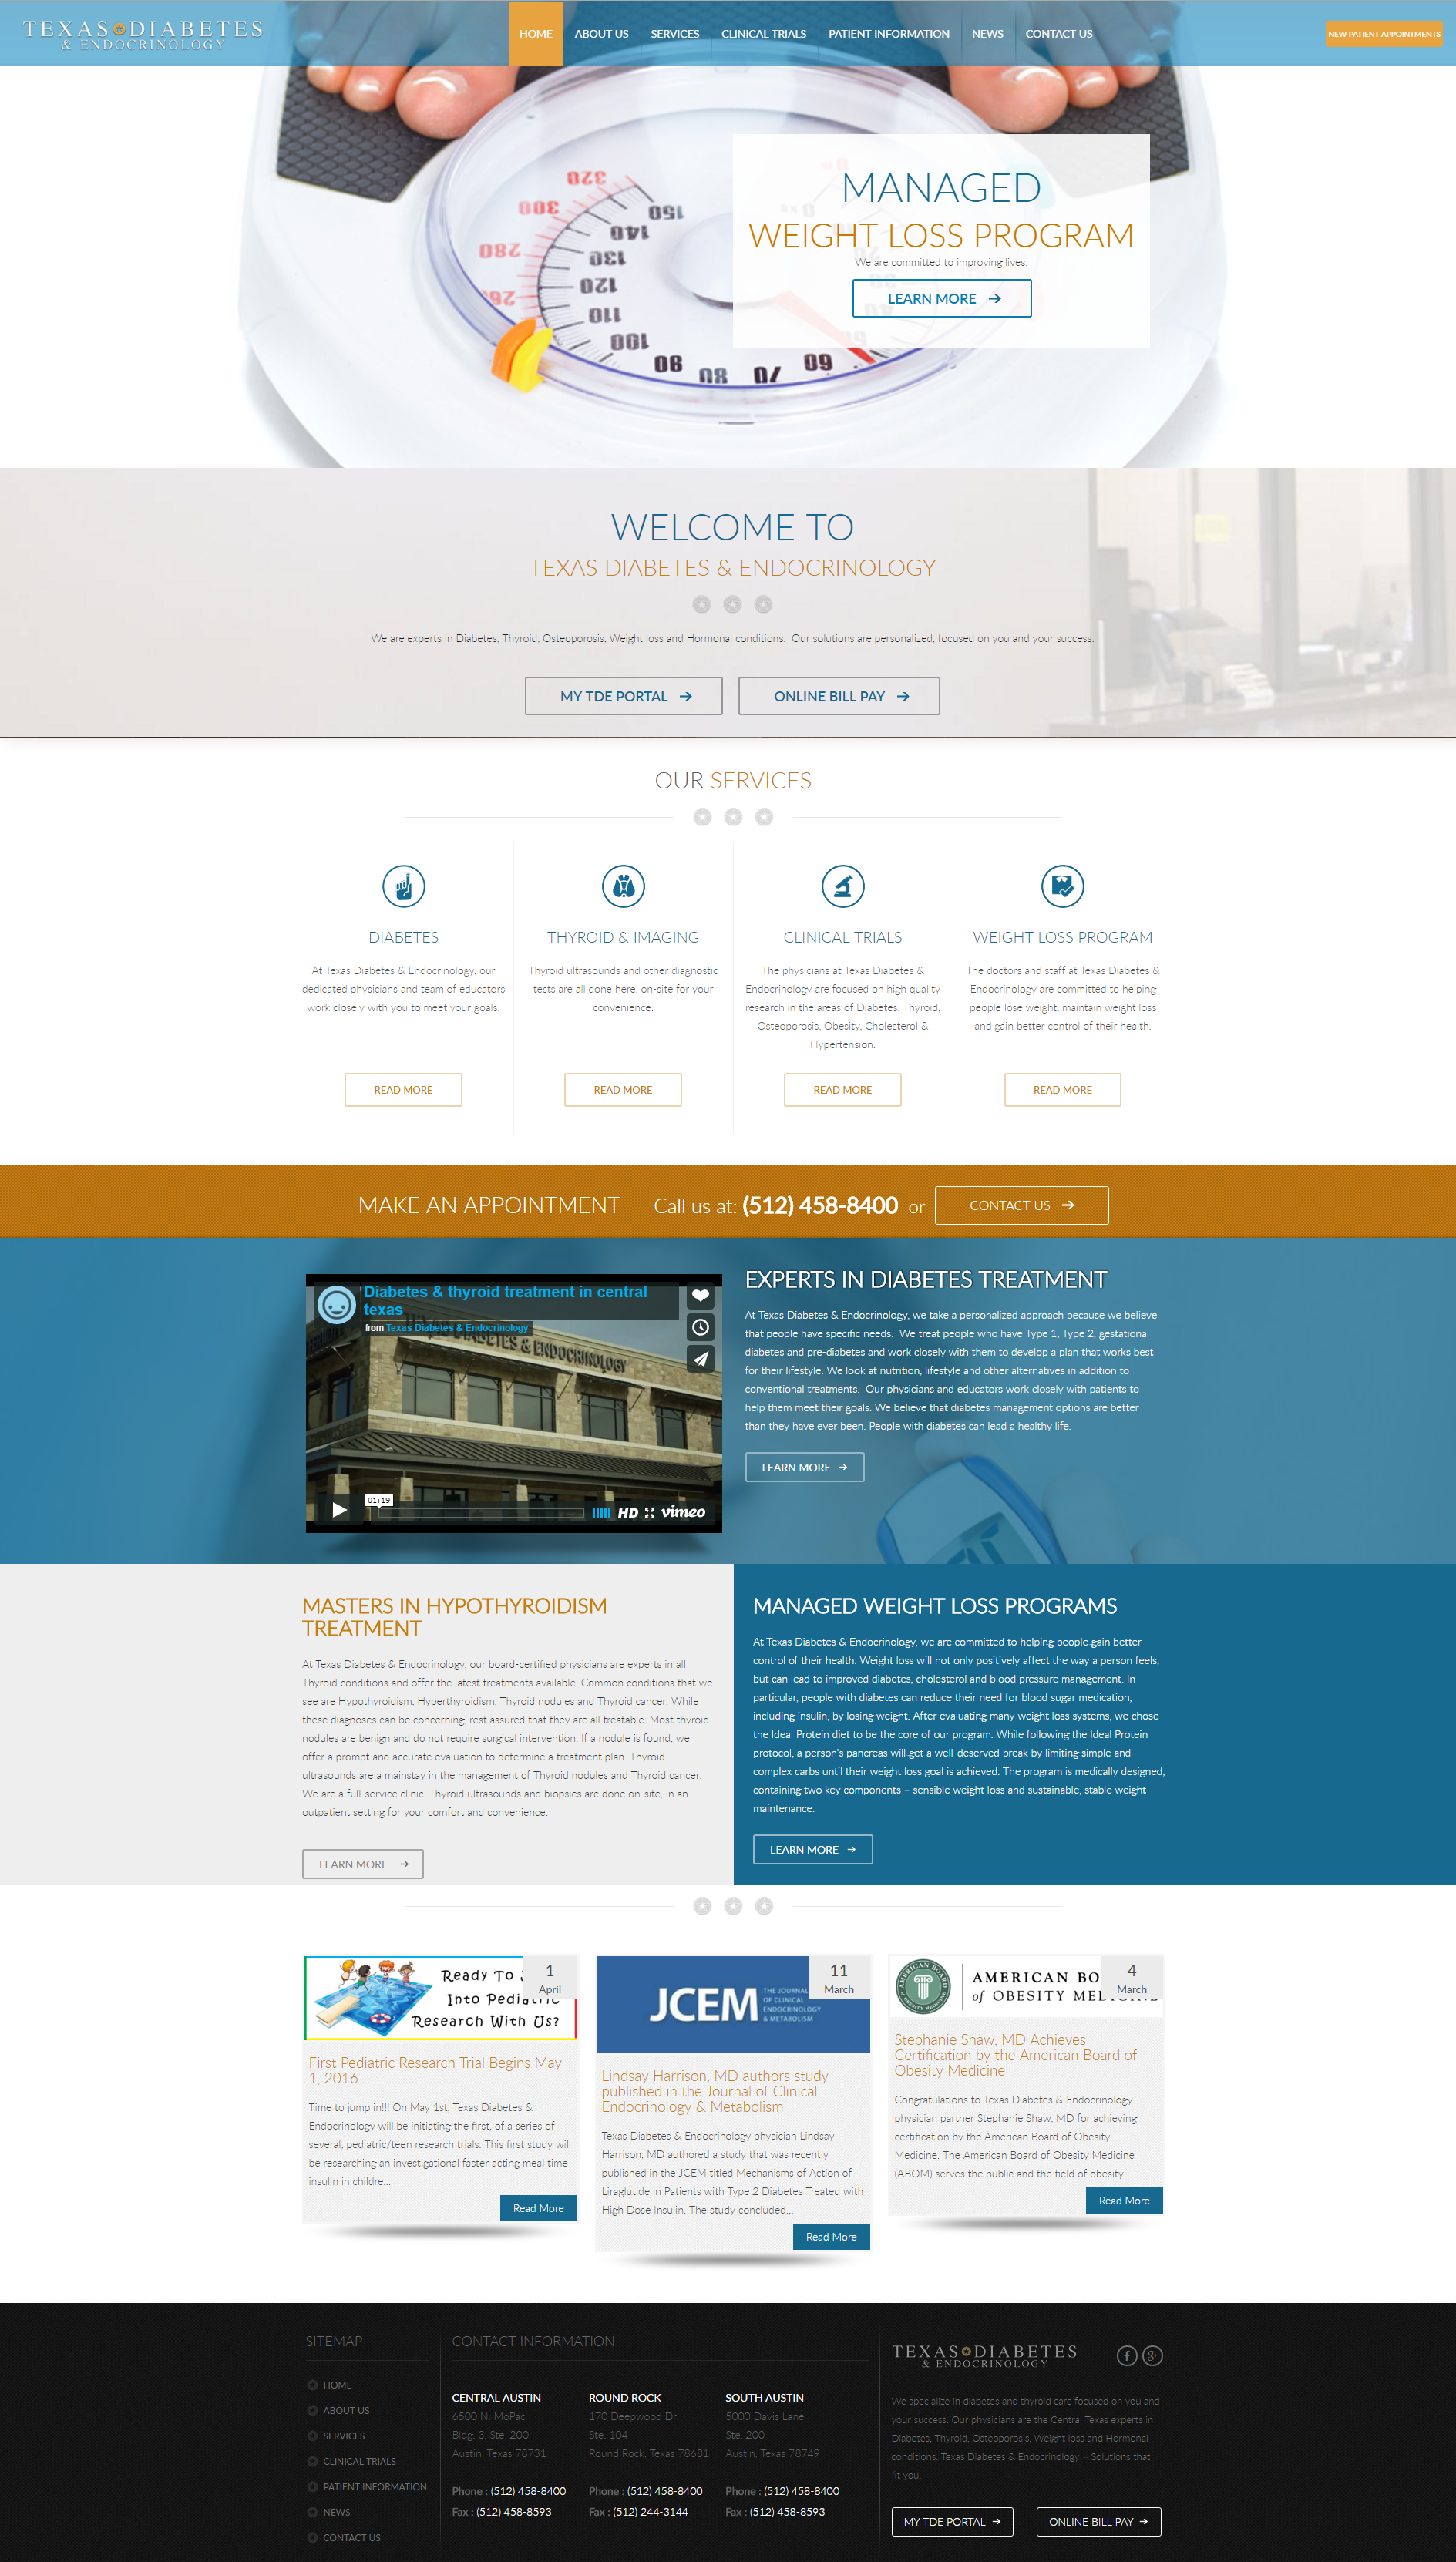 TEXAS DIABETES
& ENDOCRINOLOGY
HOME
ABOUT US
SERVICES
CLINICAL TRIALS
PATIENT INFORMATION
NEWS
CONTACT US
NEW PATIENT APPOINTMENTS
320
300
280
260
150
140
131
120
110
100
90
80
70
60
MANAGED
WEIGHT LOSS PROGRAM
We are committed to improving lives.
LEARN MORE
WELCOME TO
TEXAS DIABETES & ENDOCRINOLOGY
We are experts in Diabetes, Thyroid, Osteoporosis, Weight loss and Hormonal conditions.  Our solutions are personalized, focused on you and your success.
MY TDE PORTAL
ONLINE BILL PAY
OUR SERVICES
DIABETES
At Texas Diabetes & Endocrinology, our
dedicated physicians and team of educators
work closely with you to meet your goals.
READ MORE
THYROID & IMAGING
Thyroid ultrasounds and other diagnostic
tests are all done here, on-site for your
convenience.
READ MORE
CLINICAL TRIALS
The physicians at Texas Diabetes &
Endocrinology are focused on high quality
research in the areas of Diabetes, Thyroid,
Osteoporosis, Obesity, Cholesterol &
Hypertension.
READ MORE
WEIGHT LOSS PROGRAM
The doctors and staff at Texas Diabetes &
Endocrinology are committed to helping
people lose weight, maintain weight loss
and gain better control of their health.
READ MORE
MAKE AN APPOINTMENT
Call us at: (512) 458-8400 or
CONTACT US
Diabetes & thyroid treatment in central
texas
from Texas Diabetes & Endocrinology
DIABETES & ENDOCRINOLOGY
01:19
HD
vimeo
EXPERTS IN DIABETES TREATMENT
At Texas Diabetes & Endocrinology, we take a personalized approach because we believe
that people have specific needs.  We treat people who have Type 1, Type 2, gestational
diabetes and pre-diabetes and work closely with them to develop a plan that works best
for their lifestyle. We look at nutrition, lifestyle and other alternatives in addition to
conventional treatments.  Our physicians and educators work closely with patients to
help them meet their goals. We believe that diabetes management options are better
than they have ever been. People with diabetes can lead a healthy life.
LEARN MORE
MASTERS IN HYPOTHYROIDISM
TREATMENT
At Texas Diabetes & Endocrinology, our board-certified physicians are experts in all
Thyroid conditions and offer the latest treatments available. Common conditions that we
see are Hypothyroidism, Hyperthyroidism, Thyroid nodules and Thyroid cancer. While
these diagnoses can be concerning, rest assured that they are all treatable. Most thyroid
nodules are benign and do not require surgical intervention. If a nodule is found, we
offer a prompt and accurate evaluation to determine a treatment plan. Thyroid
ultrasounds are a mainstay in the management of Thyroid nodules and Thyroid cancer.
We are a full-service clinic. Thyroid ultrasounds and biopsies are done on-site, in an
outpatient setting for your comfort and convenience.
LEARN MORE
MANAGED WEIGHT LOSS PROGRAMS
At Texas Diabetes & Endocrinology, we are committed to helping people gain better
control of their health. Weight loss will not only positively affect the way a person feels,
but can lead to improved diabetes, cholesterol and blood pressure management. In
particular, people with diabetes can reduce their need for blood sugar medication,
including insulin, by losing weight. After evaluating many weight loss systems, we chose
the Ideal Protein diet to be the core of our program. While following the Ideal Protein
protocol, a person's pancreas will get a well-deserved break by limiting simple and
complex carbs until their weight loss goal is achieved. The program is medically designed,
containing two key components – sensible weight loss and sustainable, stable weight
maintenance.
LEARN MORE
Ready To
Into Pediatric
Research With Us?
1
April
First Pediatric Research Trial Begins May
1, 2016
Time to jump in!!! On May 1st, Texas Diabetes &
Endocrinology will be initiating the first, of a series of
several, pediatric/teen research trials. This first study will
be researching an investigational faster acting meal time
insulin in childre...
Read More
JCEM
THE JOURNAL
OF CLINICAL
ENDOCRINOLOGY
& METABOLISM
11
March
Lindsay Harrison, MD authors study
published in the Journal of Clinical
Endocrinology & Metabolism
Texas Diabetes & Endocrinology physician Lindsay
Harrison, MD authored a study that was recently
published in the JCEM titled Mechanisms of Action of
Liraglutide in Patients with Type 2 Diabetes Treated with
High Dose Insulin. The study concluded...
Read More
AMERICAN BOARD
OF OBESITY MEDICINE
AMERICAN BO
of OBESITY MEDICINE
4
March
Stephanie Shaw, MD Achieves
Certification by the American Board of
Obesity Medicine
Congratulations to Texas Diabetes & Endocrinology
physician partner Stephanie Shaw, MD for achieving
certification by the American Board of Obesity
Medicine. The American Board of Obesity Medicine
(ABOM) serves the public and the field of obesity...
Read More
SITEMAP
HOME
ABOUT US
SERVICES
CLINICAL TRIALS
PATIENT INFORMATION
NEWS
CONTACT US
CONTACT INFORMATION
CENTRAL AUSTIN
6500 N. MoPac
Bldg. 3, Ste. 200
Austin, Texas 78731
Phone : (512) 458-8400
Fax : (512) 458-8593
ROUND ROCK
170 Deepwood Dr.
Ste. 104
Round Rock, Texas 78681
Phone : (512) 458-8400
Fax : (512) 244-3144
SOUTH AUSTIN
5000 Davis Lane
Ste. 200
Austin, Texas 78749
Phone : (512) 458-8400
Fax : (512) 458-8593
TEXAS DIABETES
& ENDOCRINOLOGY
We specialize in diabetes and thyroid care focused on you and
your success. Our physicians are the Central Texas experts in
Diabetes, Thyroid, Osteoporosis, Weight loss and Hormonal
conditions. Texas Diabetes & Endocrinology – Solutions that
fit you.
MY TDE PORTAL
ONLINE BILL PAY